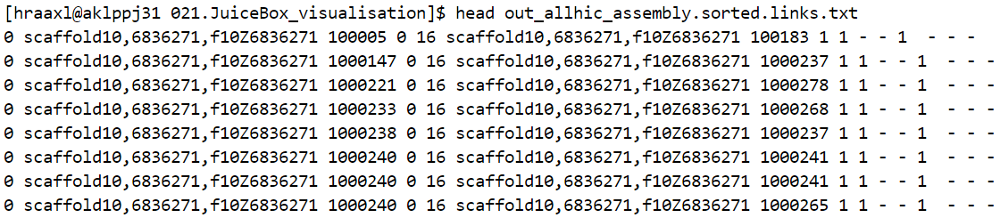 [hraaxl@aklppj31 021.JuiceBox_visualisation]$ head out_allhic_assembly.sorted.links.txt
0 scaffold10,6836271,f10Z6836271 100005 0 16 scaffold10,6836271,f10Z6836271 100183 1 1 - - 1  - - -
0 scaffold10,6836271,f10Z6836271 1000147 0 16 scaffold10,6836271,f10Z6836271 1000237 1 1 - - 1  - - -
0 scaffold10,6836271,f10Z6836271 1000221 0 16 scaffold10,6836271,f10Z6836271 1000278 1 1 - - 1  - - -
0 scaffold10,6836271,f10Z6836271 1000233 0 16 scaffold10,6836271,f10Z6836271 1000268 1 1 - - 1  - - -
0 scaffold10,6836271,f10Z6836271 1000238 0 16 scaffold10,6836271,f10Z6836271 1000237 1 1 - - 1  - - -
0 scaffold10,6836271,f10Z6836271 1000240 0 16 scaffold10,6836271,f10Z6836271 1000241 1 1 - - 1  - - -
0 scaffold10,6836271,f10Z6836271 1000240 0 16 scaffold10,6836271,f10Z6836271 1000241 1 1 - - 1  - - -
0 scaffold10,6836271,f10Z6836271 1000240 0 16 scaffold10,6836271,f10Z6836271 1000265 1 1 - - 1  - - -